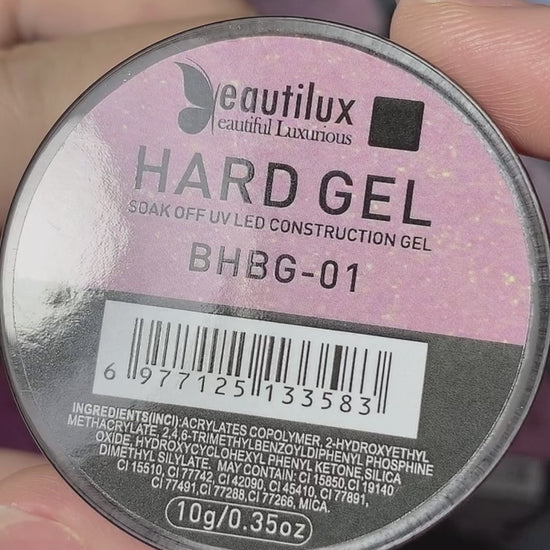 eautilux
eautiful Luxurious
HARD GEL
SOAK OFF UV LED CONSTRUCTION GEL
BHBG-01
6 977125 133583
INGREDIENTS(INCI):ACRYLATES COPOLYMER, 2-HYDROXYETHYL
METHACRYLATE -2,4,6-TRIMETHYLBENZOYLDIPHENYL PHOSPHINE
OXIDE, HYDROXYCYCLOHEXYL PHENYL KETONE,SILICA
DIMETHYL SILYLATE. MAY CONTAIN: CI 15850,CI 19140
CI 15510, CI 77742, CI 42090, CI 45410, CI 77891,
CI 77491,CI 77288,CI 77266, MICA.
10g/0.35oz